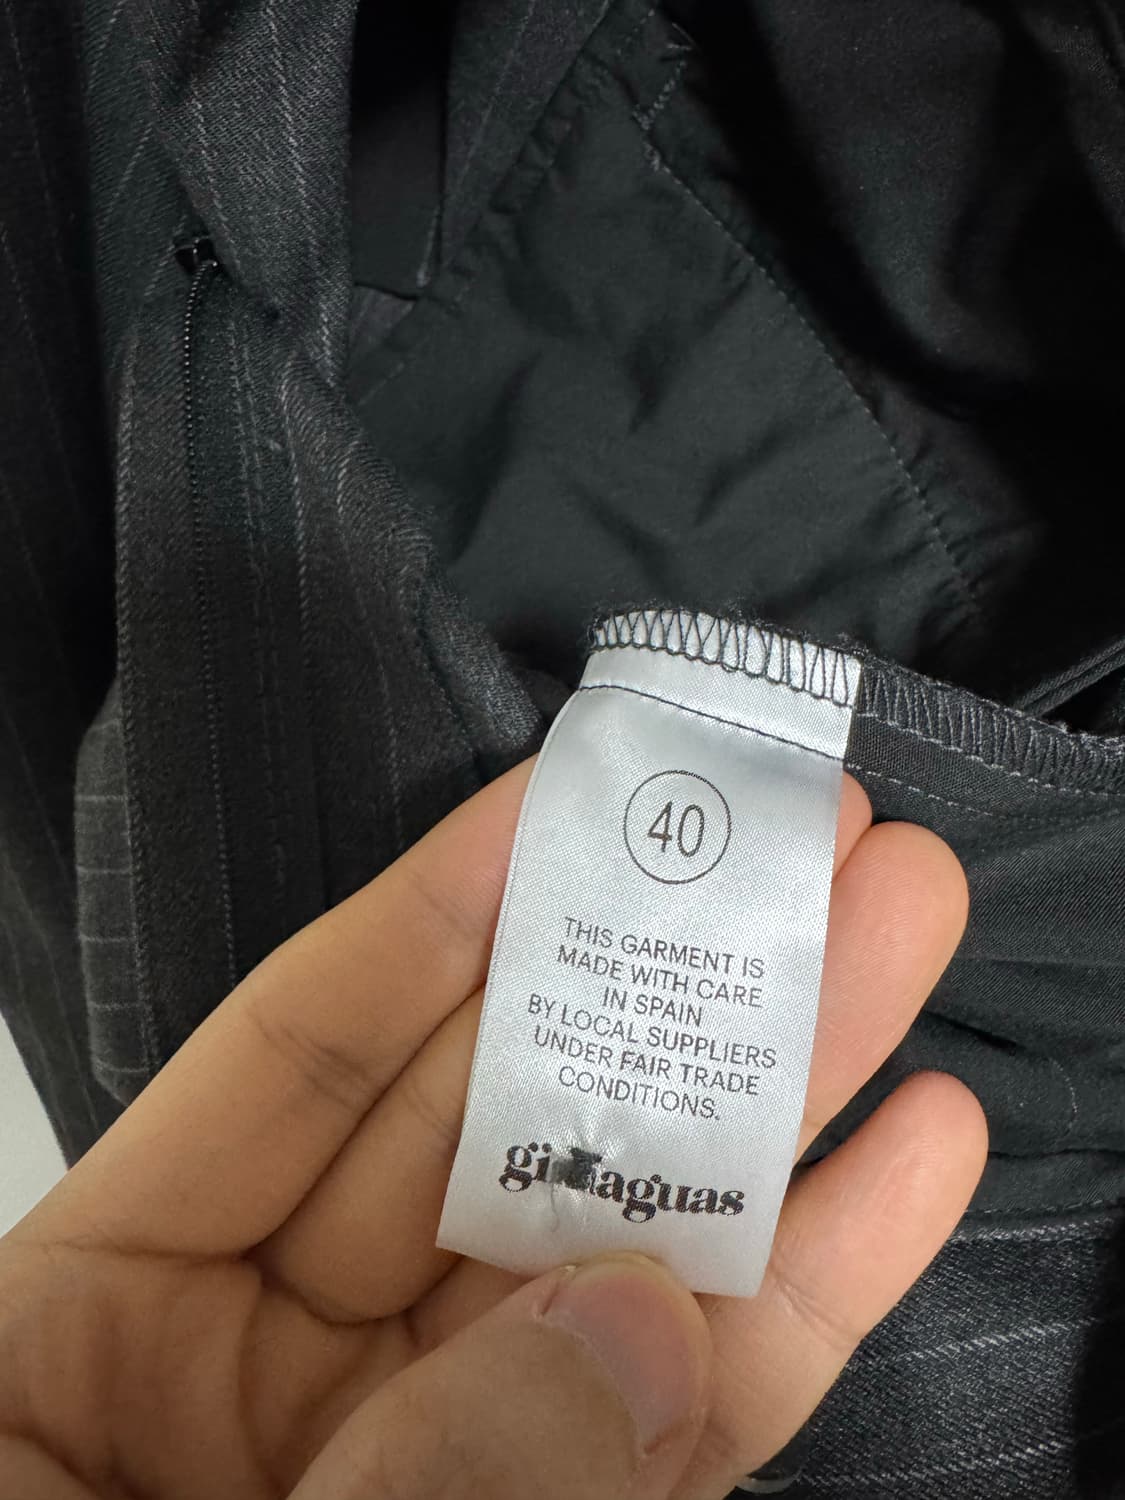 40
THIS GARMENT IS
MADE WITH CARE
IN SPAIN
BY LOCAL SUPPLIERS
UNDER FAIR TRADE
CONDITIONS.